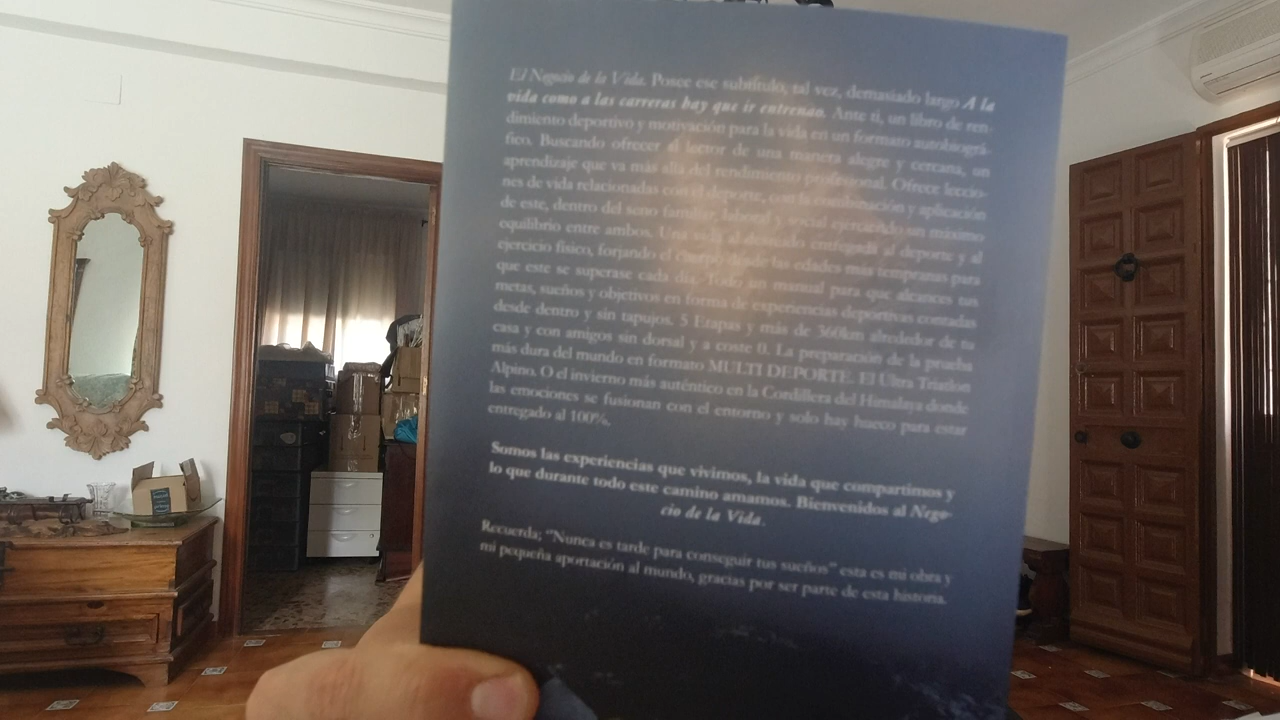 El Negocio de la Vida. Posee ese subtítulo, tal vez, demasiado largo A la
vida como a las carreras hay que ir entrenao. Ante ti, un libro de ren-
dimiento deportivo y motivación para la vida en un formato autobiográ-
fico. Buscando ofrecer al lector de una manera alegre y cercana, un
aprendizaje que va más allá del rendimiento profesional. Ofrece leccio-
nes de vida relacionadas con el deporte, con la combinación y aplicación
de este, dentro del seno familiar, laboral y social ejerciendo un máximo
equilibrio entre ambos. Una vida al desnudo entregada al deporte y al
ejercicio físico, forjando el cuerpo desde las edades más tempranas para
que este se superase cada día. Todo un manual para que alcances tus
metas, sueños y objetivos en forma de experiencias deportivas contadas
desde dentro y sin tapujos. 5 Etapas y más de 360km alrededor de tu
casa y con amigos sin dorsal y a coste 0. La preparación de la prueba
más dura del mundo en formato MULTI DEPORTE. El Ultra Triatlón
Alpino. O el invierno más auténtico en la Cordillera del Himalaya donde
las emociones se fusionan con el entorno y solo hay hueco para estar
entregado al 100%.
Somos las experiencias que vivimos, la vida que compartimos y
lo que durante todo este camino amamos. Bienvenidos al Nego-
cio de la Vida.
Recuerda; "Nunca es tarde para conseguir tus sueños" esta es mi obra y
mi pequeña aportación al mundo, gracias por ser parte de esta historia.